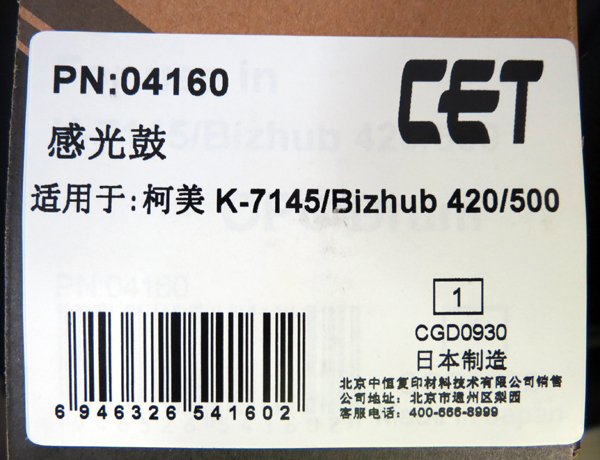 PN:04160
CET
感光鼓
适用于:柯美 K-7145/Bizhub 420/500
1
CGD0930
日本制造
6 946326 541602
北京中恒复印材料技术有限公司销售
公司地址: 北京市通州区梨园
客服电话: 400-666-8999